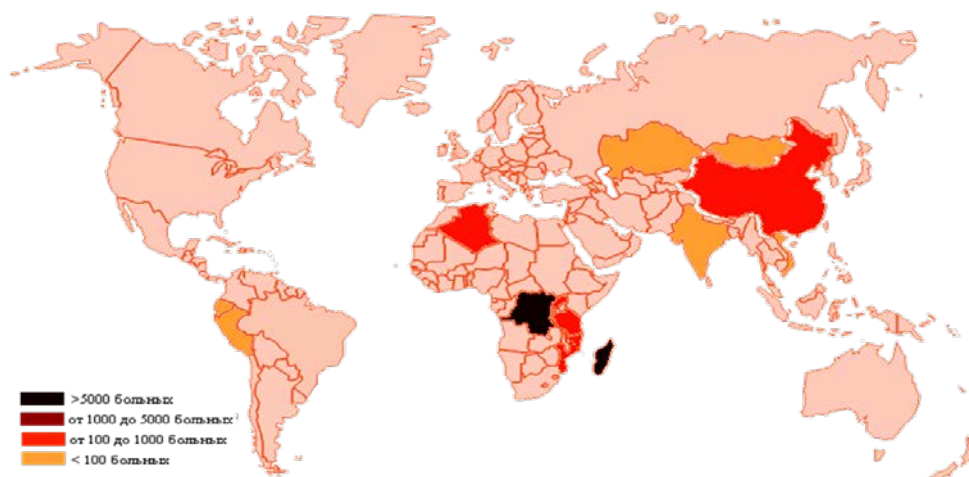 >5000 больных
от 1000 до 5000 больных
от 100 до 1000 больных
< 100 больных